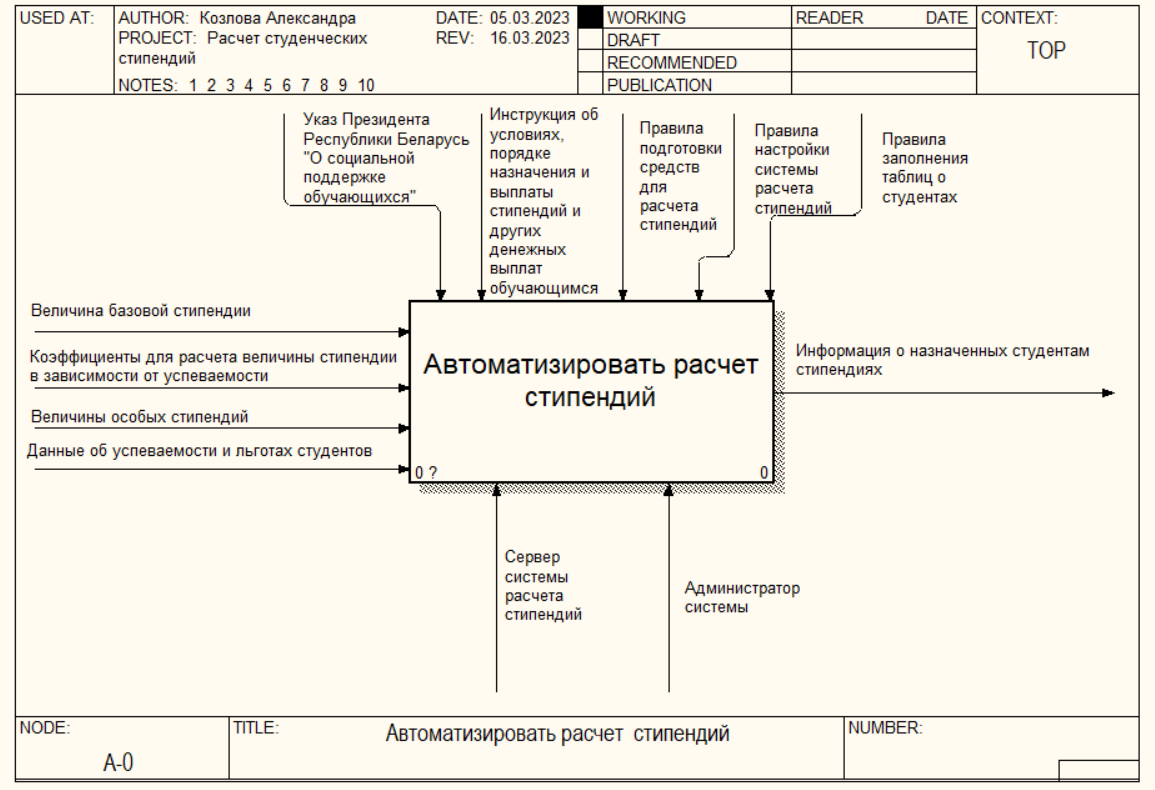 USED AT:
AUTHOR: Козлова Александра
DATE: 05.03.2023
PROJECT: Расчет студенческих
стипендий
REV: 16.03.2023
NOTES: 1 2 3 4 5 6 7 8 9 10
WORKING
DRAFT
RECOMMENDED
PUBLICATION
READER DATE
CONTEXT:
TOP
Указ Президента
Республики Беларусь
"О социальной
поддержке
обучающихся"
Инструкция об
условиях,
порядке
назначения и
выплаты
стипендий и
других
денежных
выплат
обучающимся
Правила
подготовки
средств
для
расчета
стипендий
Правила
настройки
системы
расчета
стипендий
Правила
заполнения
таблиц о
студентах
Величина базовой стипендии
Коэффициенты для расчета величины стипендии
в зависимости от успеваемости
Величины особых стипендий
Данные об успеваемости и льготах студентов
Автоматизировать расчет
стипендий
0 ?
0
Информация о назначенных студентам
стипендиях
Сервер
системы
расчета
стипендий
Администратор
системы
NODE:
A-0
TITLE:
Автоматизировать расчет стипендий
NUMBER: